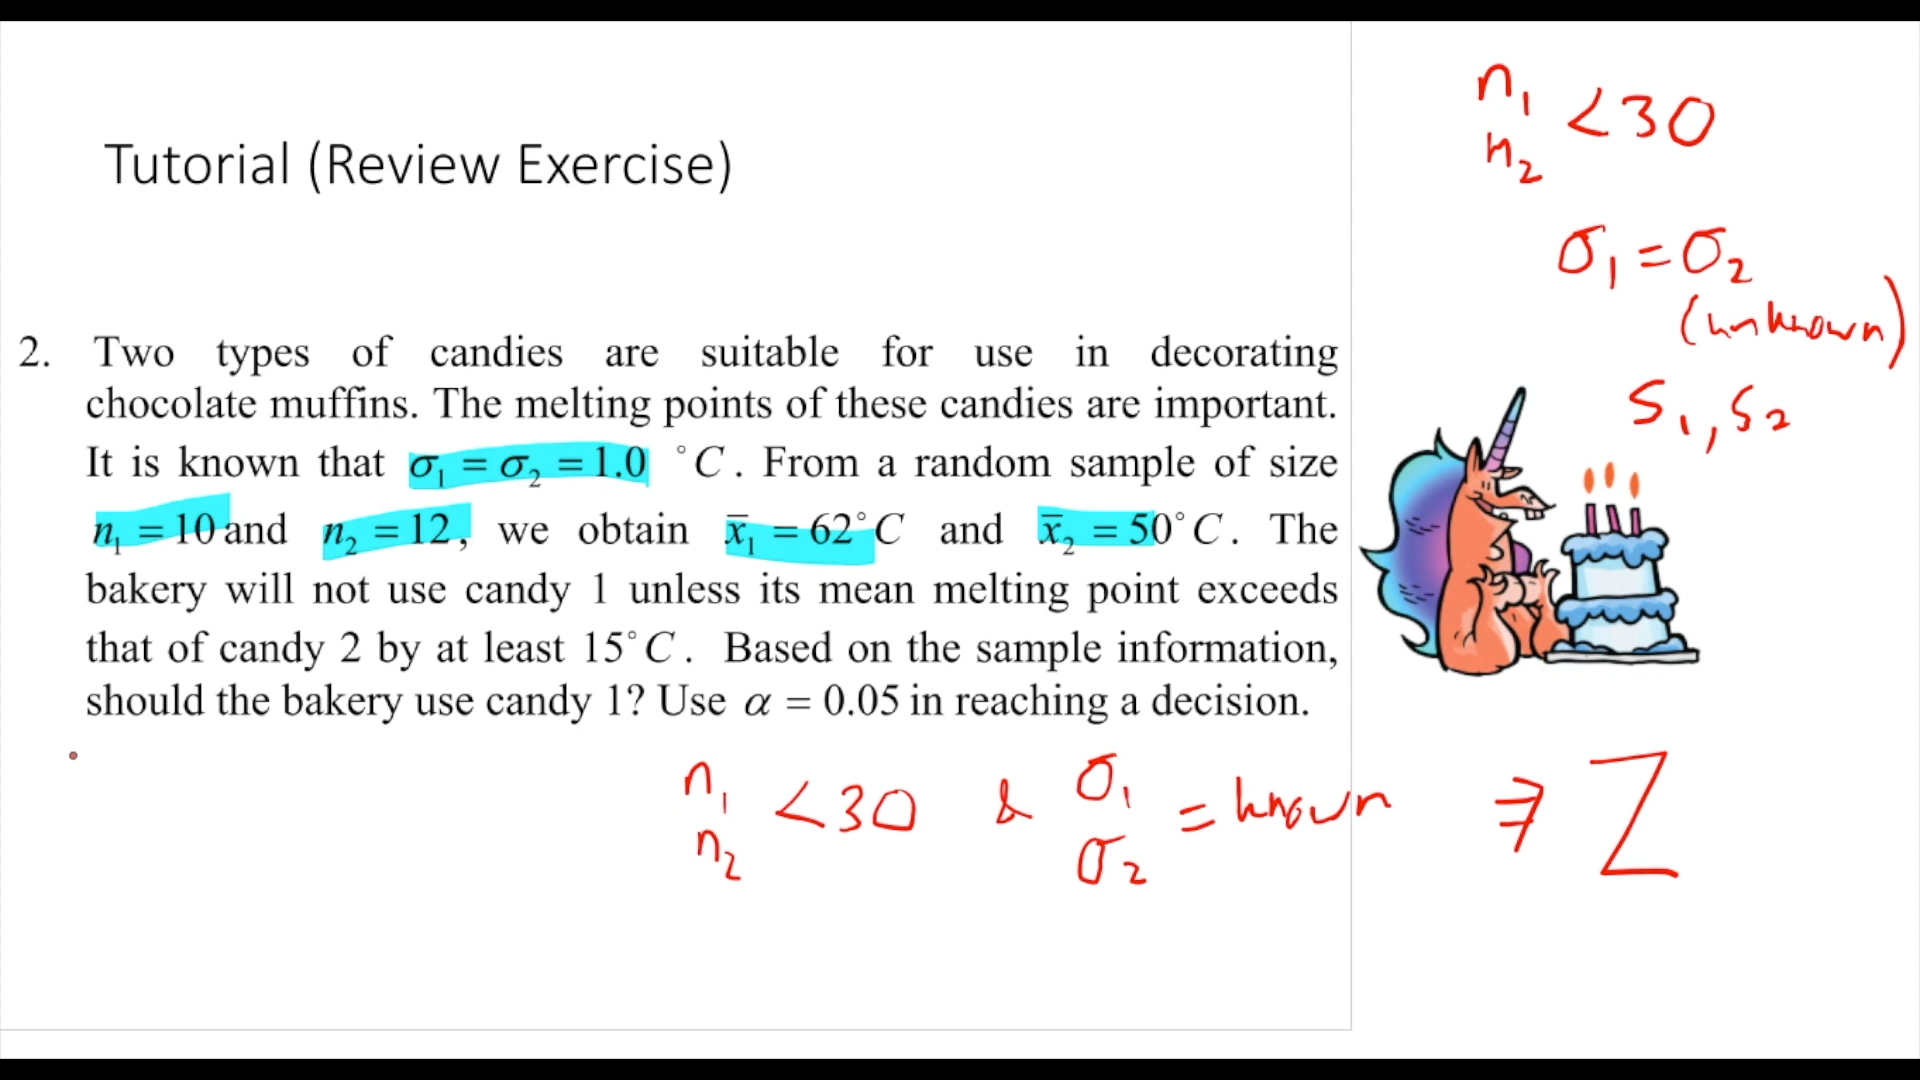 Tutorial (Review Exercise)
2. Two types of candies are suitable for use in decorating
chocolate muffins. The melting points of these candies are important.
It is known that σ₁ = σ₂ = 1.0 °C. From a random sample of size
n₁ = 10 and n₂ = 12, we obtain x̅₁ = 62°C and x̅₂ = 50°C. The
bakery will not use candy 1 unless its mean melting point exceeds
that of candy 2 by at least 15°C. Based on the sample information,
should the bakery use candy 1? Use α = 0.05 in reaching a decision.
n₁
n₂ < 30 & σ₁
σ₂ = known ⇒ Z
n₁
n₂ < 30
σ₁ = σ₂
(unknown)
S₁, S₂